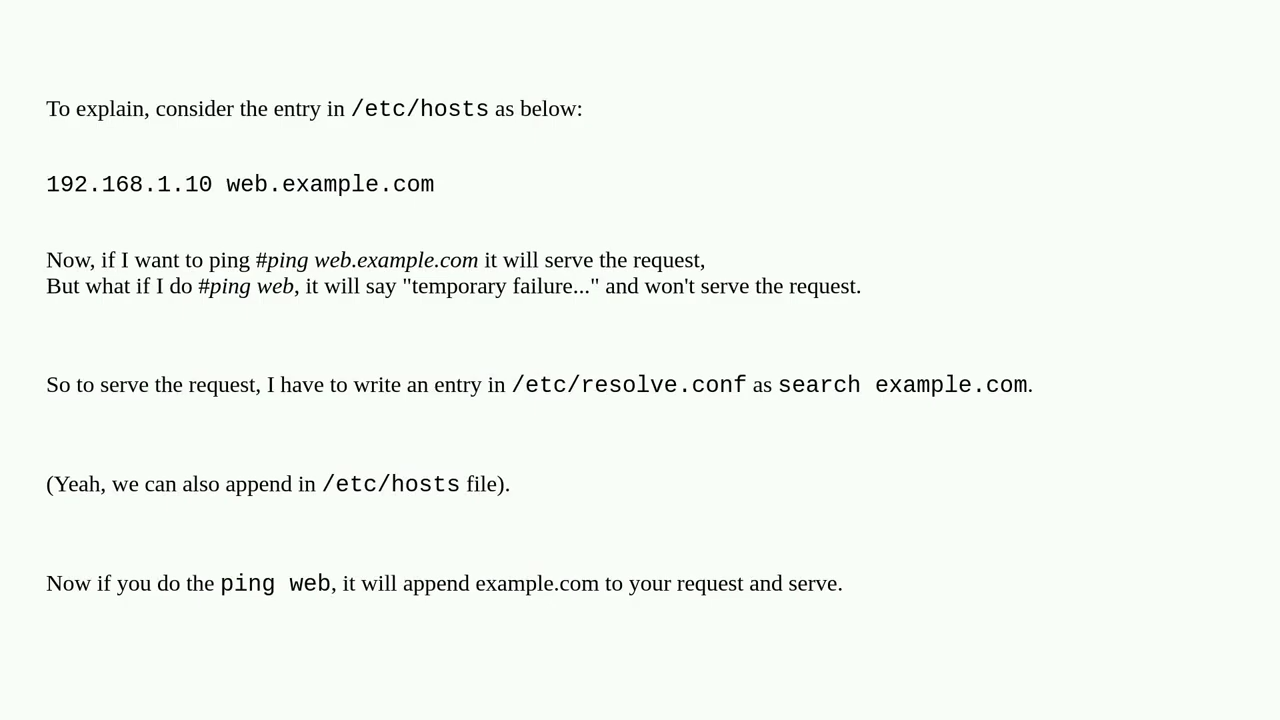 To explain, consider the entry in /etc/hosts as below:
192.168.1.10 web.example.com
Now, if I want to ping #ping web.example.com it will serve the request,
But what if I do #ping web, it will say "temporary failure..." and won't serve the request.
So to serve the request, I have to write an entry in /etc/resolve.conf as search example.com.
(Yeah, we can also append in /etc/hosts file).
Now if you do the ping web, it will append example.com to your request and serve.